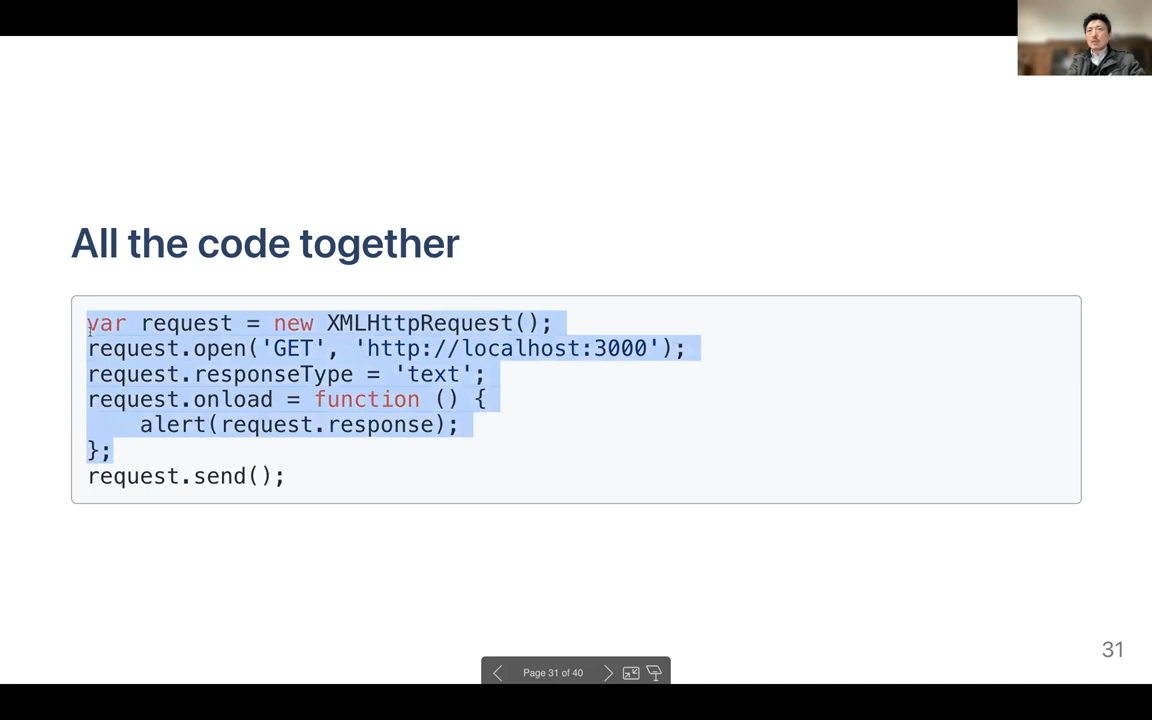 All the code together
var request = new XMLHttpRequest();
request.open('GET', 'http://localhost:3000');
request.responseType = 'text';
request.onload = function () {
    alert(request.response);
};
request.send();
31
Page 31 of 40